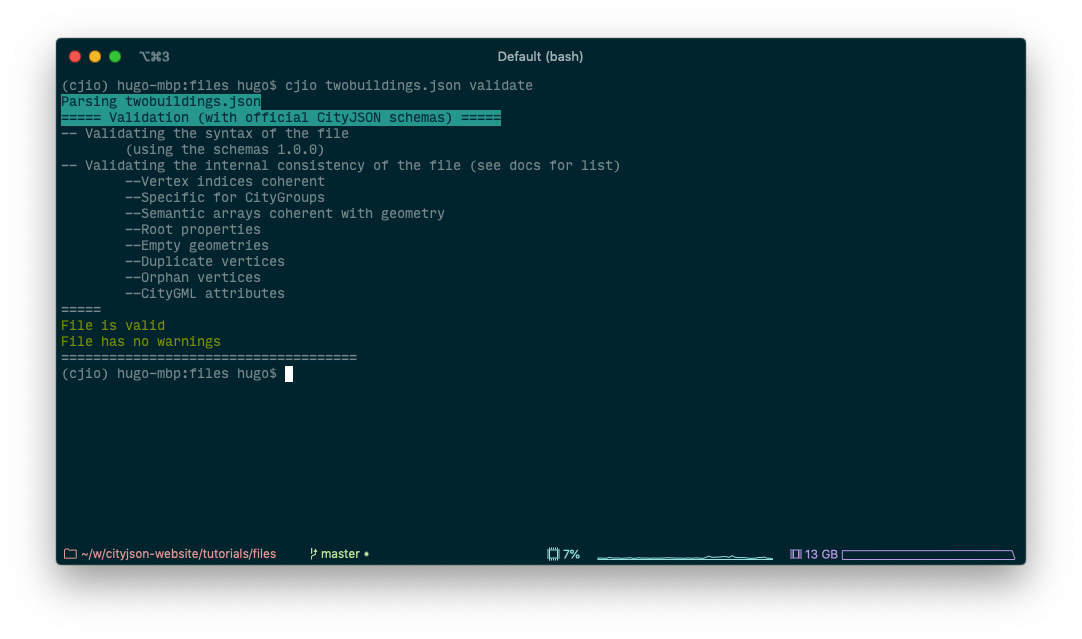 ⌥⌘3
Default (bash)
(cjio) hugo-mbp:files hugo$ cjio twobuildings.json validate
Parsing twobuildings.json
===== Validation (with official CityJSON schemas) =====
-- Validating the syntax of the file
(using the schemas 1.0.0)
-- Validating the internal consistency of the file (see docs for list)
--Vertex indices coherent
--Specific for CityGroups
--Semantic arrays coherent with geometry
--Root properties
--Empty geometries
--Duplicate vertices
--Orphan vertices
--CityGML attributes
=====
File is valid
File has no warnings
=====================================
(cjio) hugo-mbp:files hugo$
~/w/cityjson-website/tutorials/files
master •
7%
13 GB